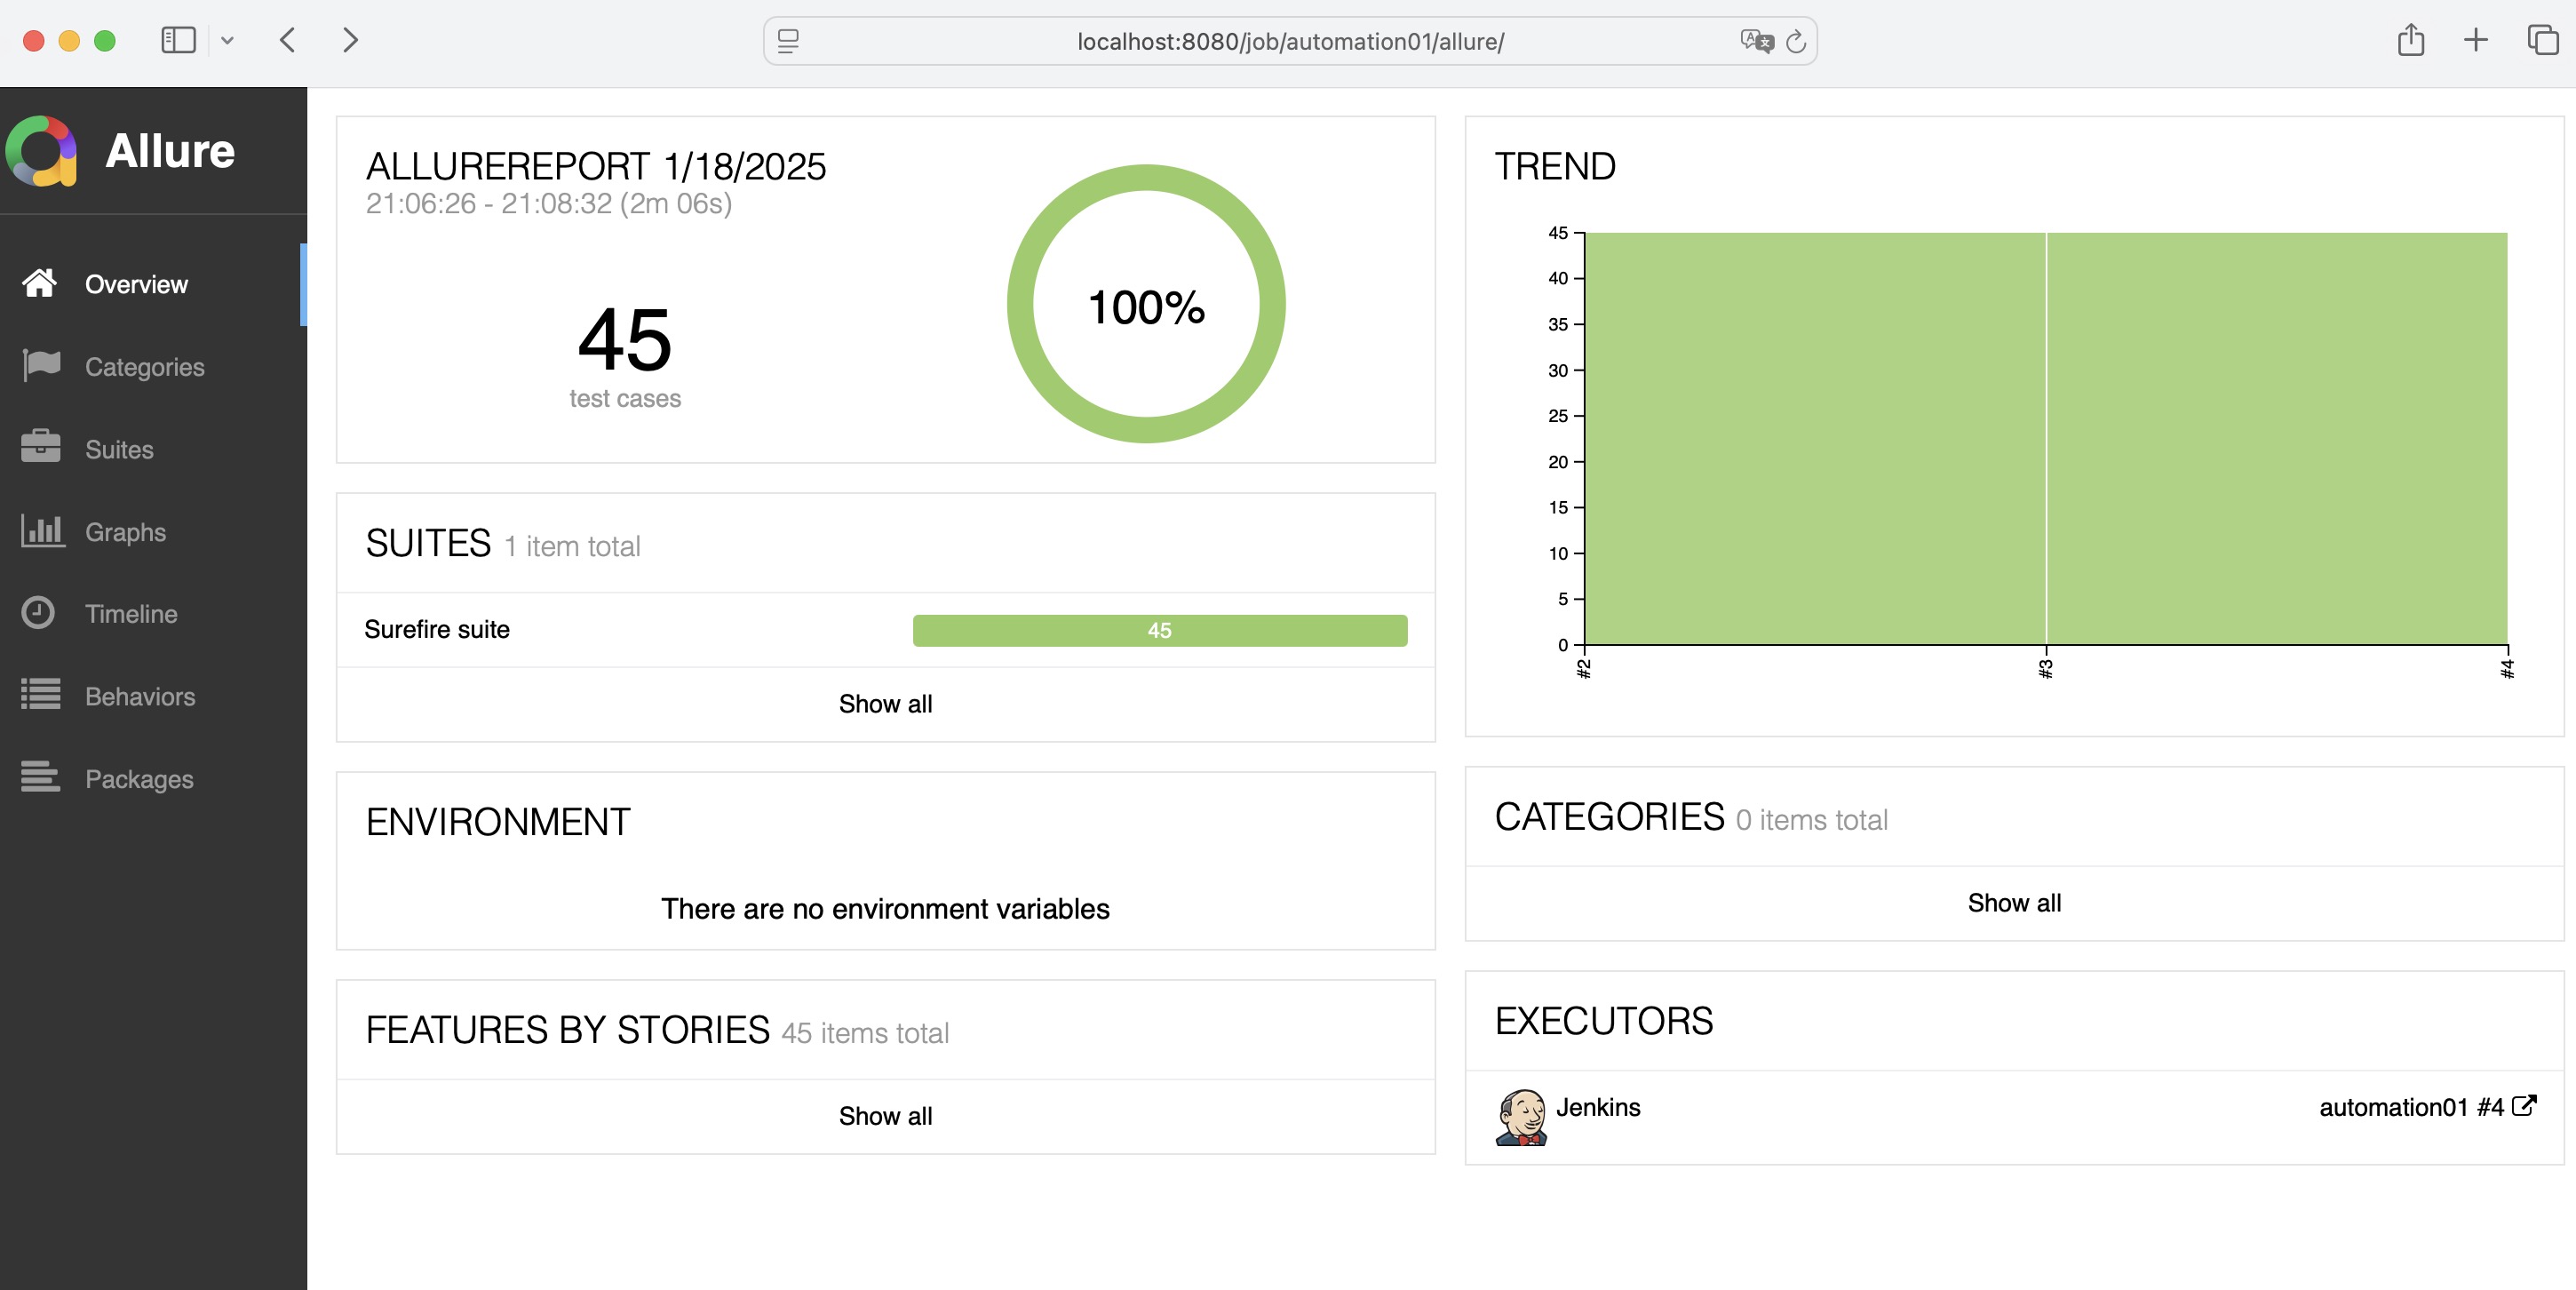 localhost:8080/job/automation01/allure/
Allure
Overview
Categories
Suites
Graphs
Timeline
Behaviors
Packages
ALLUREREPORT 1/18/2025
21:06:26 - 21:08:32 (2m 06s)
45
test cases
100%
SUITES 1 item total
Surefire suite 45
Show all
ENVIRONMENT
There are no environment variables
FEATURES BY STORIES 45 items total
Show all
TREND
45
40
35
30
25
20
15
10
5
0
#2 #3 #4
CATEGORIES 0 items total
Show all
EXECUTORS
Jenkins automation01 #4